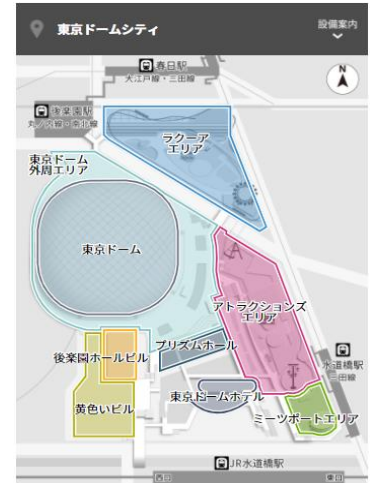 東京ドームシティ
設備案内
春日駅
大江戸線・三田線
N
後楽園駅
丸ノ内線・南北線
ラクーア
エリア
東京ドーム
外周エリア
東京ドーム
アトラクションズ
エリア
プリズムホール
後楽園ホールビル
水道橋駅
三田線
東京ドームホテル
黄色いビル
ミーツポートエリア
JR水道橋駅
西口
東口